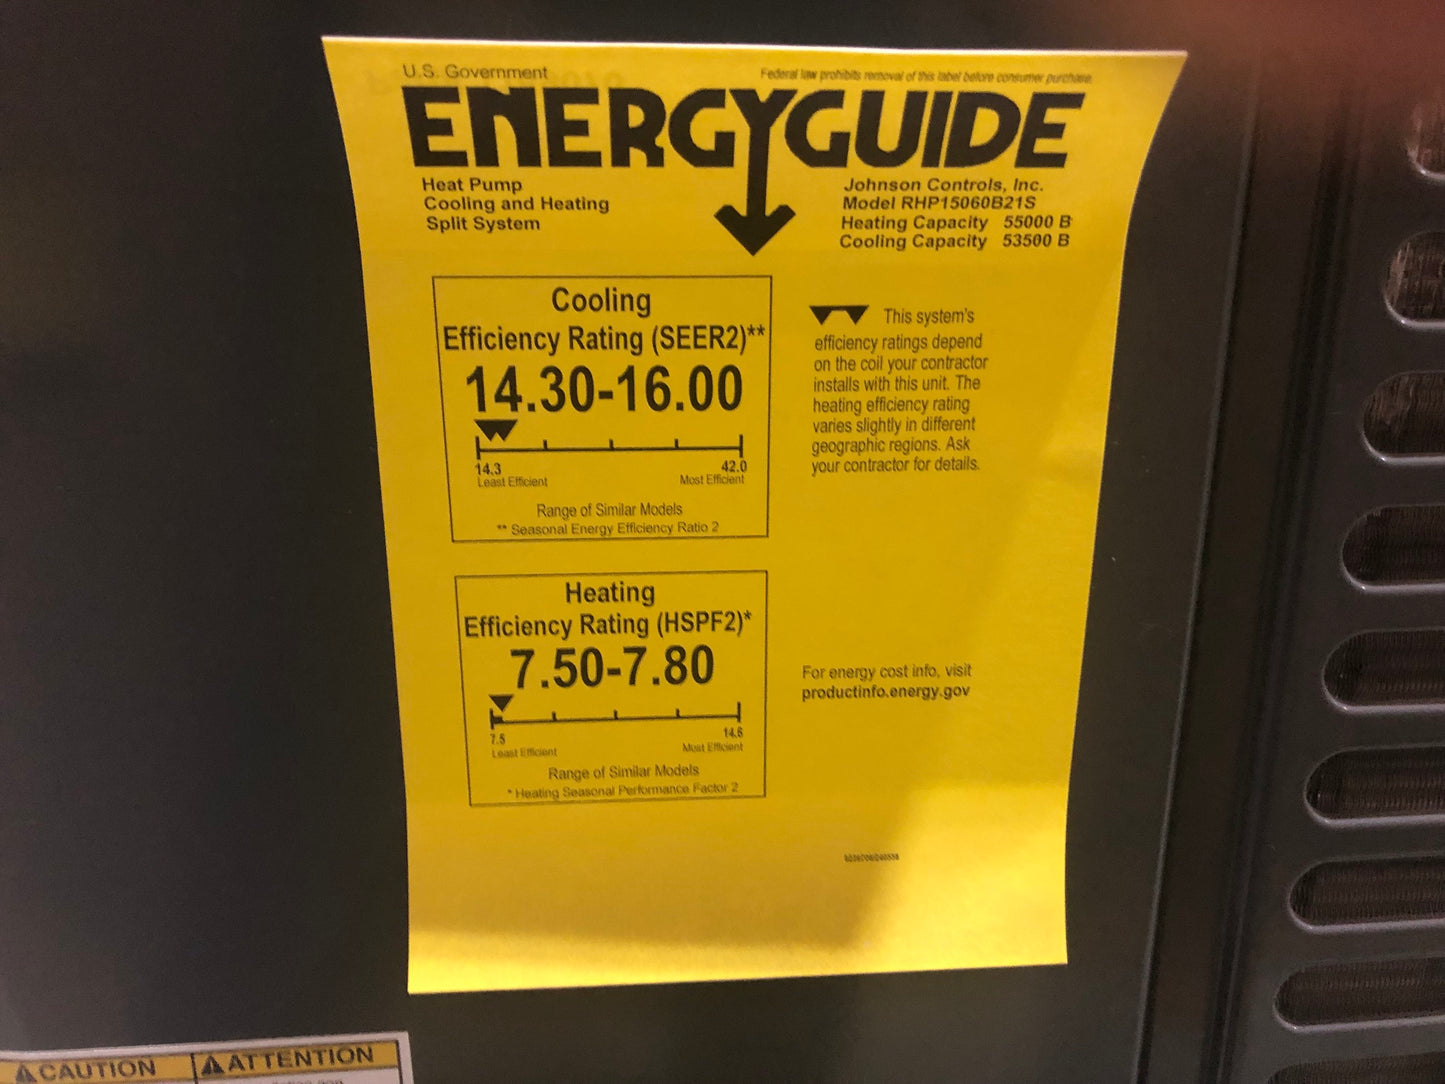 U.S. Government
Federal law prohibits removal of this label before consumer purchase.
ENERGYGUIDE
Heat Pump
Cooling and Heating
Split System
Johnson Controls, Inc.
Model RHP15060B21S
Heating Capacity 55000 B
Cooling Capacity 53500 B
Cooling
Efficiency Rating (SEER2)**
14.30-16.00
14.3
42.0
Least Efficient
Most Efficient
Range of Similar Models
** Seasonal Energy Efficiency Ratio 2
This system's
efficiency ratings depend
on the coil your contractor
installs with this unit. The
heating efficiency rating
varies slightly in different
geographic regions. Ask
your contractor for details.
Heating
Efficiency Rating (HSPF2)*
7.50-7.80
7.5
14.6
Least Efficient
Most Efficient
Range of Similar Models
* Heating Seasonal Performance Factor 2
For energy cost info, visit
productinfo.energy.gov
CAUTION
ATTENTION